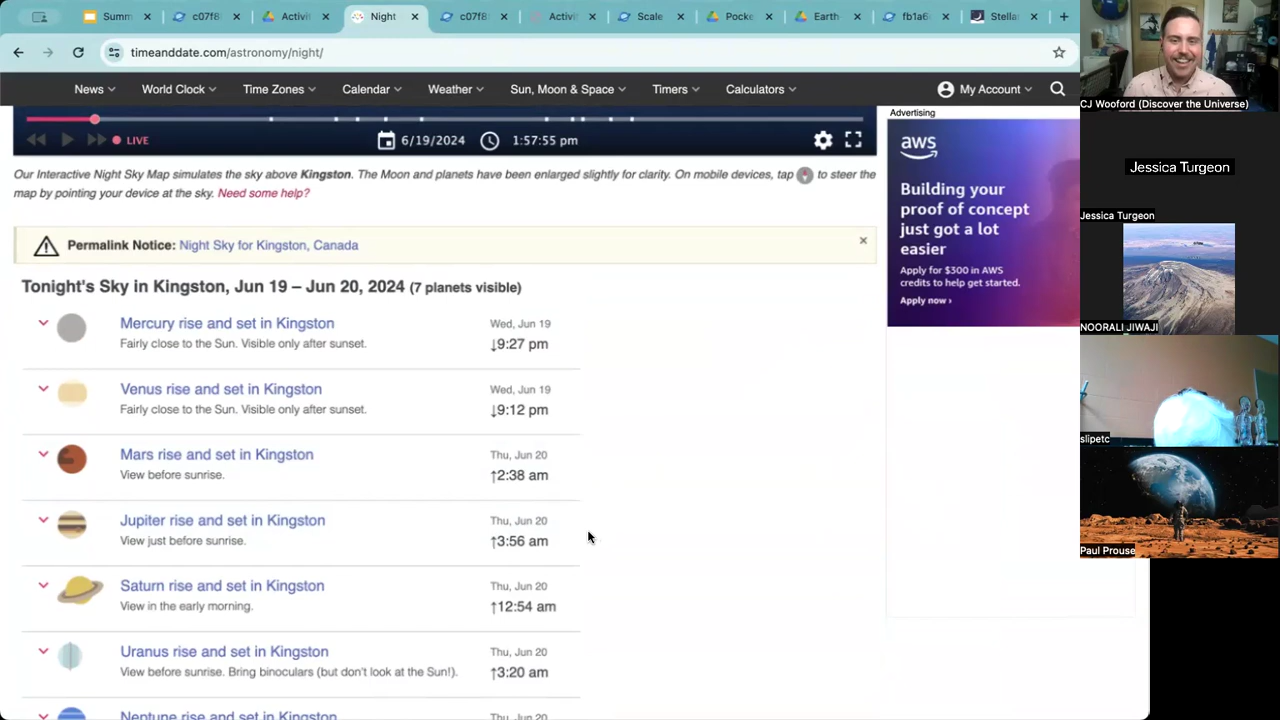 Summ
c07f8
Activi
Night
c07f8
Activi
Scale
Pocke
Earth-
fb1a6
Stella
timeanddate.com/astronomy/night/
News
World Clock
Time Zones
Calendar
Weather
Sun, Moon & Space
Timers
Calculators
My Account
LIVE
6/19/2024
1:57:55 pm
Our Interactive Night Sky Map simulates the sky above Kingston. The Moon and planets have been enlarged slightly for clarity. On mobile devices, tap to steer the
map by pointing your device at the sky. Need some help?
Permalink Notice: Night Sky for Kingston, Canada
Tonight's Sky in Kingston, Jun 19 – Jun 20, 2024 (7 planets visible)
Mercury rise and set in Kingston
Fairly close to the Sun. Visible only after sunset.
Wed, Jun 19
↓9:27 pm
Venus rise and set in Kingston
Fairly close to the Sun. Visible only after sunset.
Wed, Jun 19
↓9:12 pm
Mars rise and set in Kingston
View before sunrise.
Thu, Jun 20
↑2:38 am
Jupiter rise and set in Kingston
View just before sunrise.
Thu, Jun 20
↑3:56 am
Saturn rise and set in Kingston
View in the early morning.
Thu, Jun 20
↑12:54 am
Uranus rise and set in Kingston
View before sunrise. Bring binoculars (but don't look at the Sun!).
Thu, Jun 20
↑3:20 am
Neptune rise and set in Kingston
Thu, Jun 20
Advertising
aws
Building your
proof of concept
just got a lot
easier
Apply for $300 in AWS
credits to help get started.
Apply now ›
CJ Wooford (Discover the Universe)
Jessica Turgeon
Jessica Turgeon
NOORALI JIWAJI
slipetc
Paul Prouse